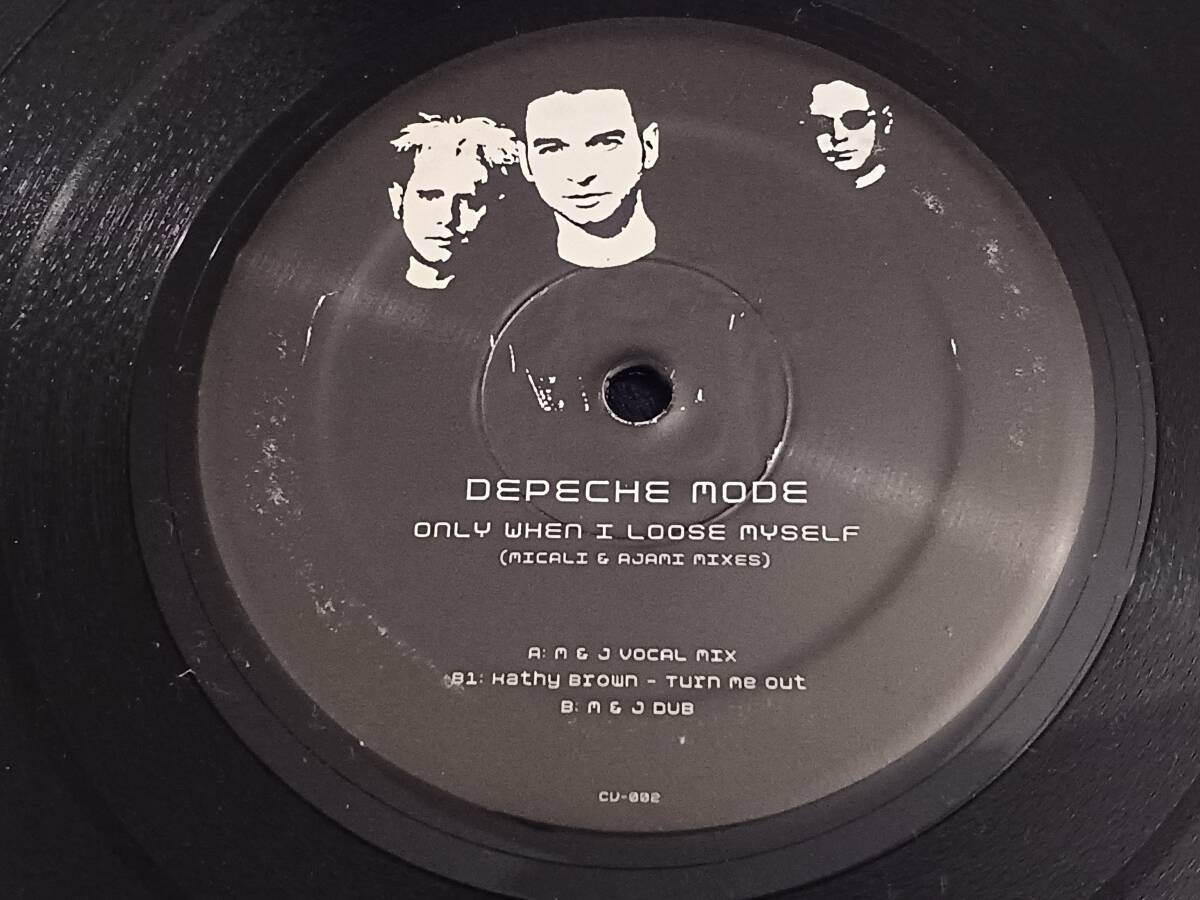 DEPECHE MODE
ONLY WHEN I LOOSE MYSELF
(MICALI & AJAMI MIXES)
A: M & J VOCAL MIX
B1: Kathy Brown - Turn Me Out
B: M & J DUB
CV-002